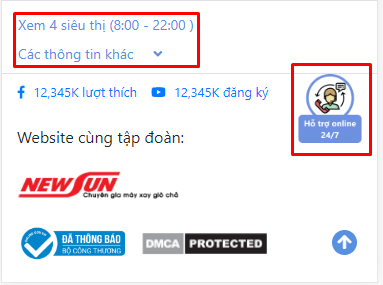 Xem 4 siêu thị (8:00 - 22:00 )
Các thông tin khác
12,345K lượt thích
12,345K đăng ký
Hỗ trợ online
24/7
Website cùng tập đoàn:
NEWSUN
Chuyên gia máy xay giò chả
ĐÃ THÔNG BÁO
BỘ CÔNG THƯƠNG
DMCA PROTECTED